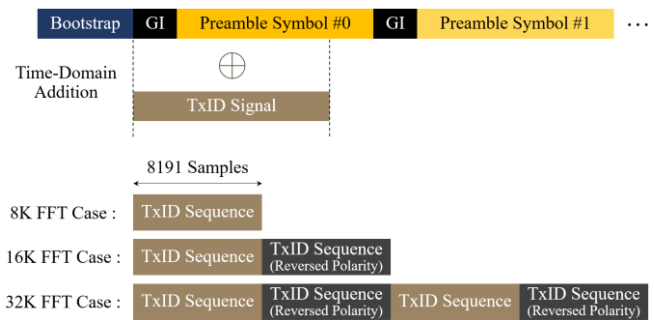 Bootstrap GI Preamble Symbol #0 GI Preamble Symbol #1 ...
Time-Domain
Addition
TxID Signal
8191 Samples
8K FFT Case : TxID Sequence
16K FFT Case : TxID Sequence TxID Sequence
(Reversed Polarity)
32K FFT Case : TxID Sequence TxID Sequence TxID Sequence TxID Sequence
(Reversed Polarity) (Reversed Polarity)